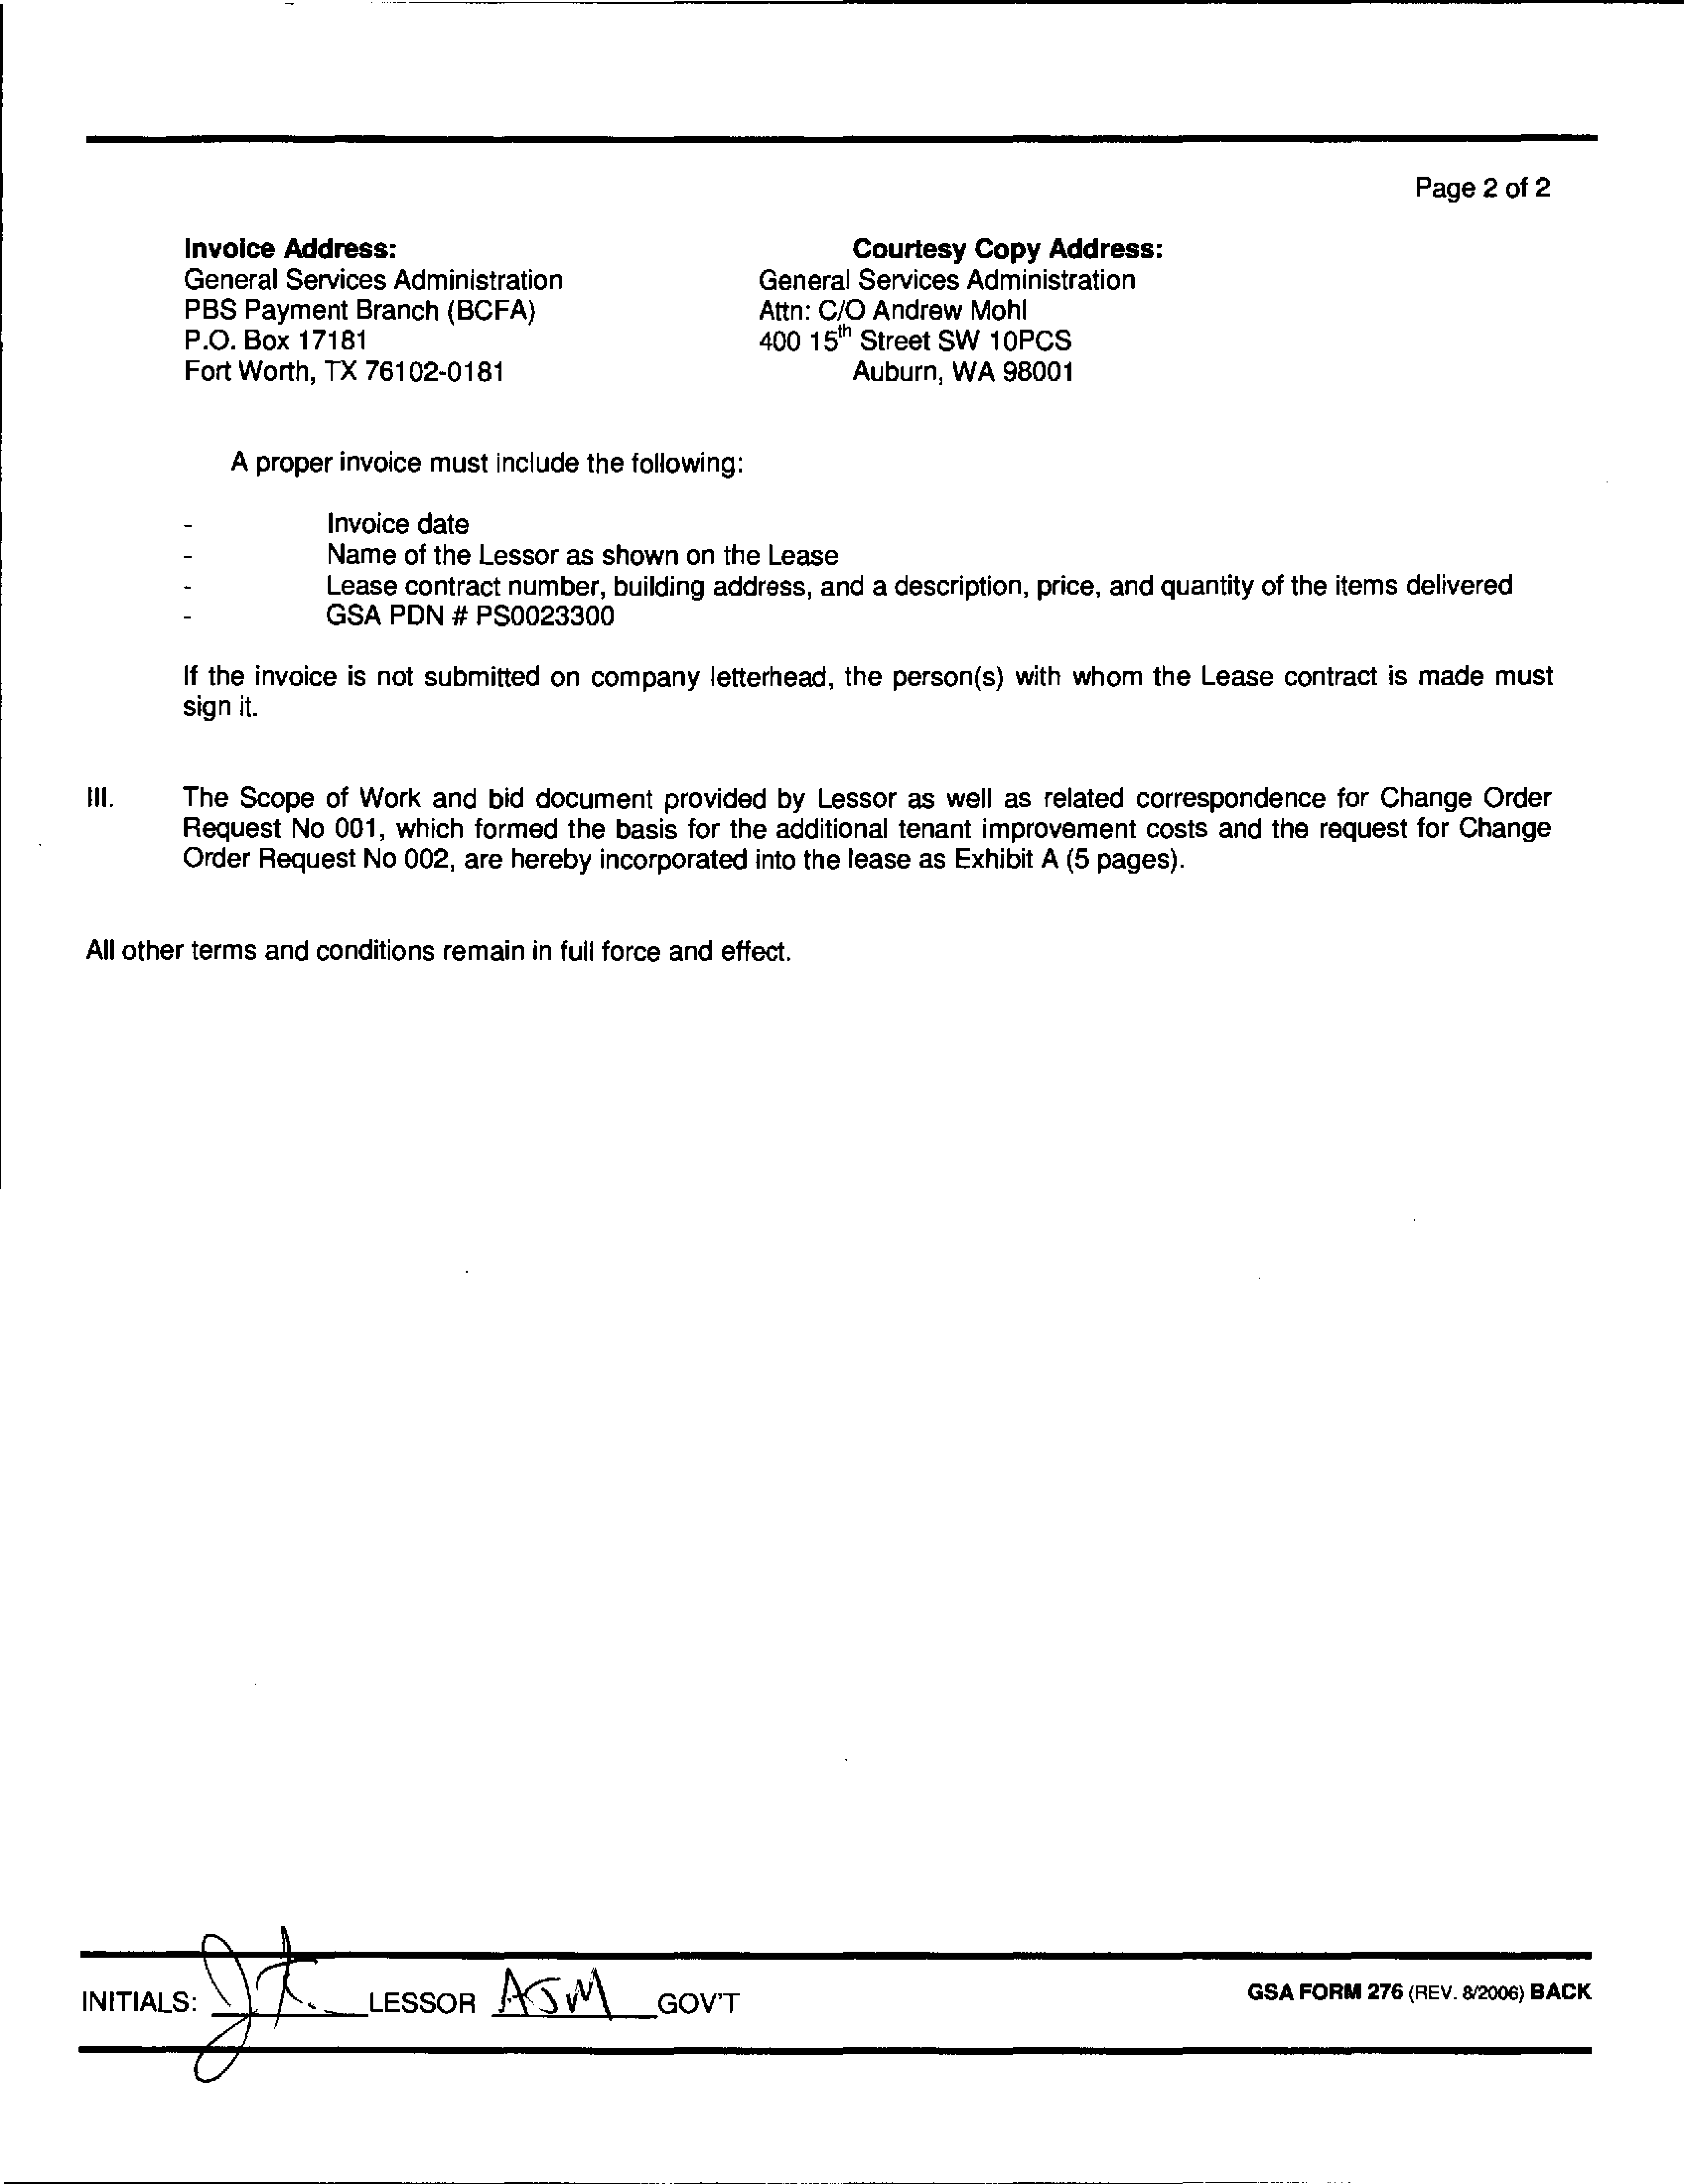 Page 2 of 2
Invoice Address:
General Services Administration
PBS Payment Branch (BCFA)
P.O. Box 17181
Fort Worth, TX 76102-0181
Courtesy Copy Address:
General Services Administration
Attn: C/O Andrew Mohl
400 15th Street SW 10PCS
Auburn, WA 98001
A proper invoice must include the following:
- Invoice date
- Name of the Lessor as shown on the Lease
- Lease contract number, building address, and a description, price, and quantity of the items delivered
- GSA PDN # PS0023300
If the invoice is not submitted on company letterhead, the person(s) with whom the Lease contract is made must
sign it.
III. The Scope of Work and bid document provided by Lessor as well as related correspondence for Change Order
Request No 001, which formed the basis for the additional tenant improvement costs and the request for Change
Order Request No 002, are hereby incorporated into the lease as Exhibit A (5 pages).
All other terms and conditions remain in full force and effect.
INITIALS: LESSOR ASM GOV'T
GSA FORM 276 (REV. 8/2006) BACK